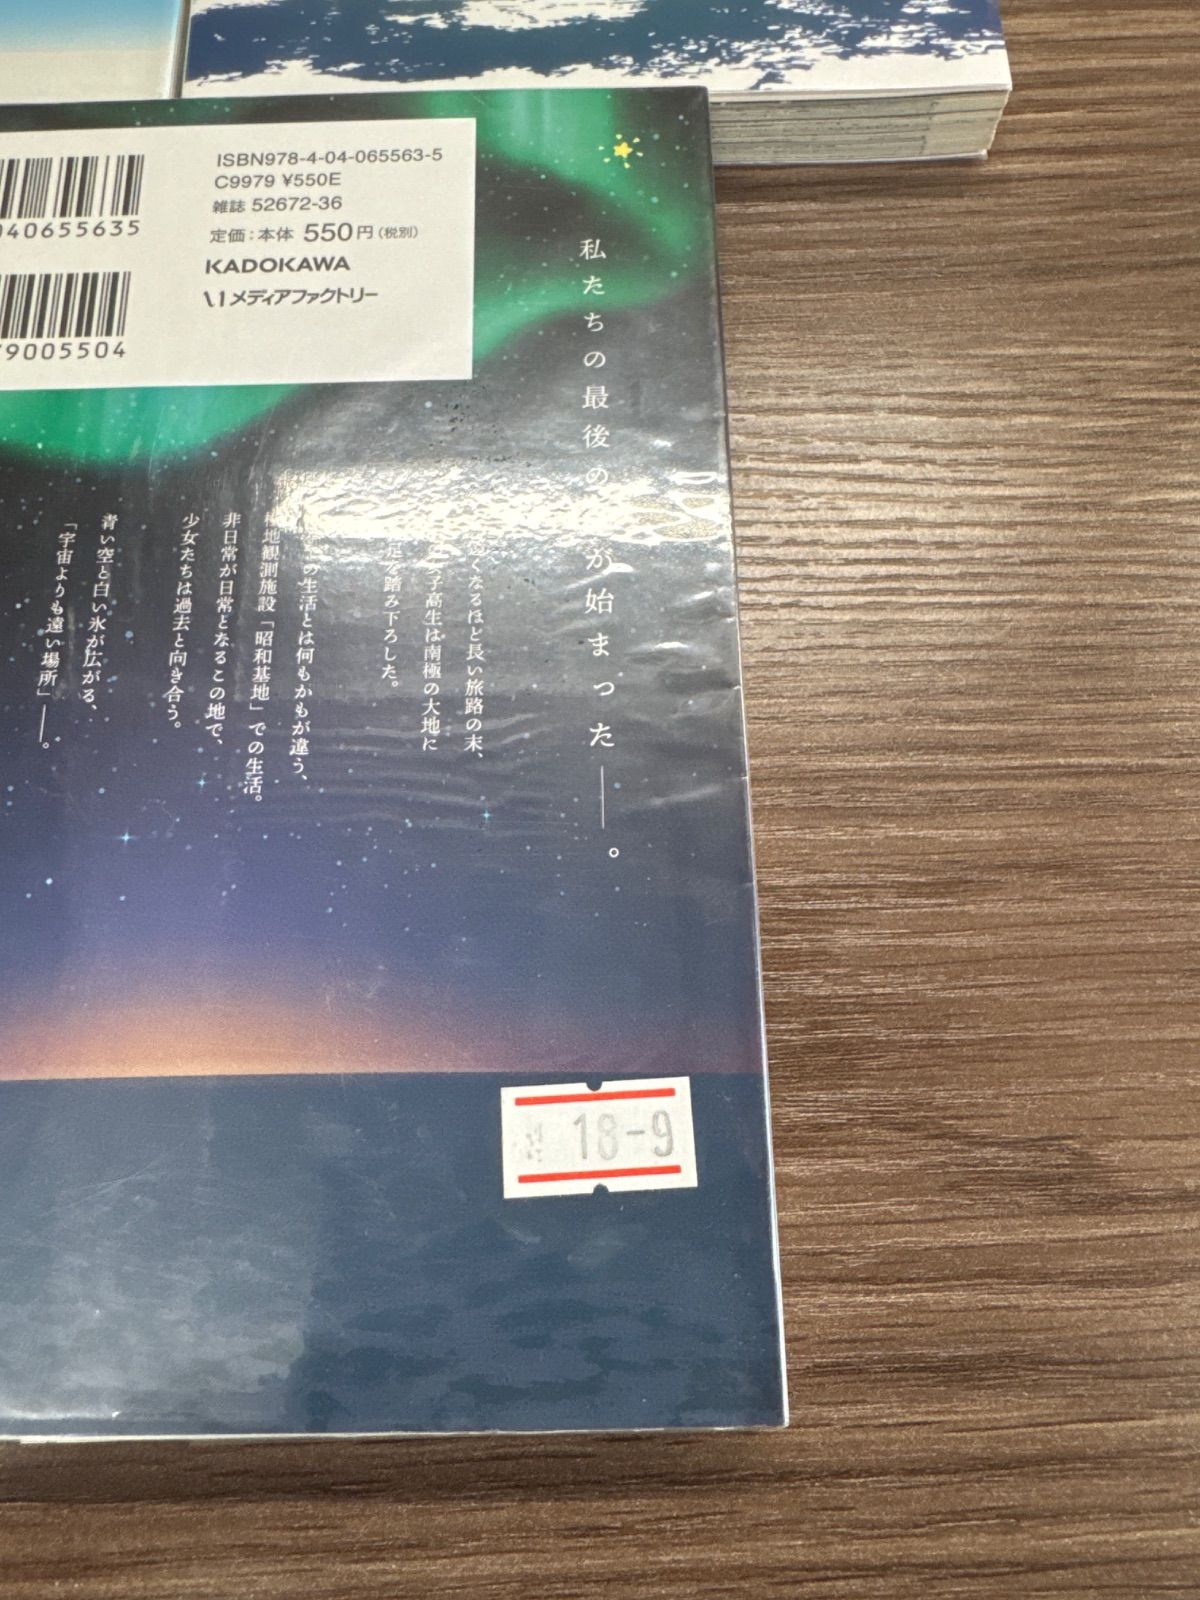 ISBN978-4-04-065563-5
C9979 ¥550E
雑誌 52672-36
定価：本体 550円（税別）
KADOKAWA
メディアファクトリー
040655635
9005504
私たちの最後の
が始まった――。
くなるほど長い旅路の末、
子高生は南極の大地に
足を踏み下ろした。
の生活とは何もかもが違う、
地観測施設「昭和基地」での生活。
非日常が日常となるこの地で、
少女たちは過去と向き合う。
青い空と白い氷が広がる、
「宇宙よりも遠い場所」――。
18-9